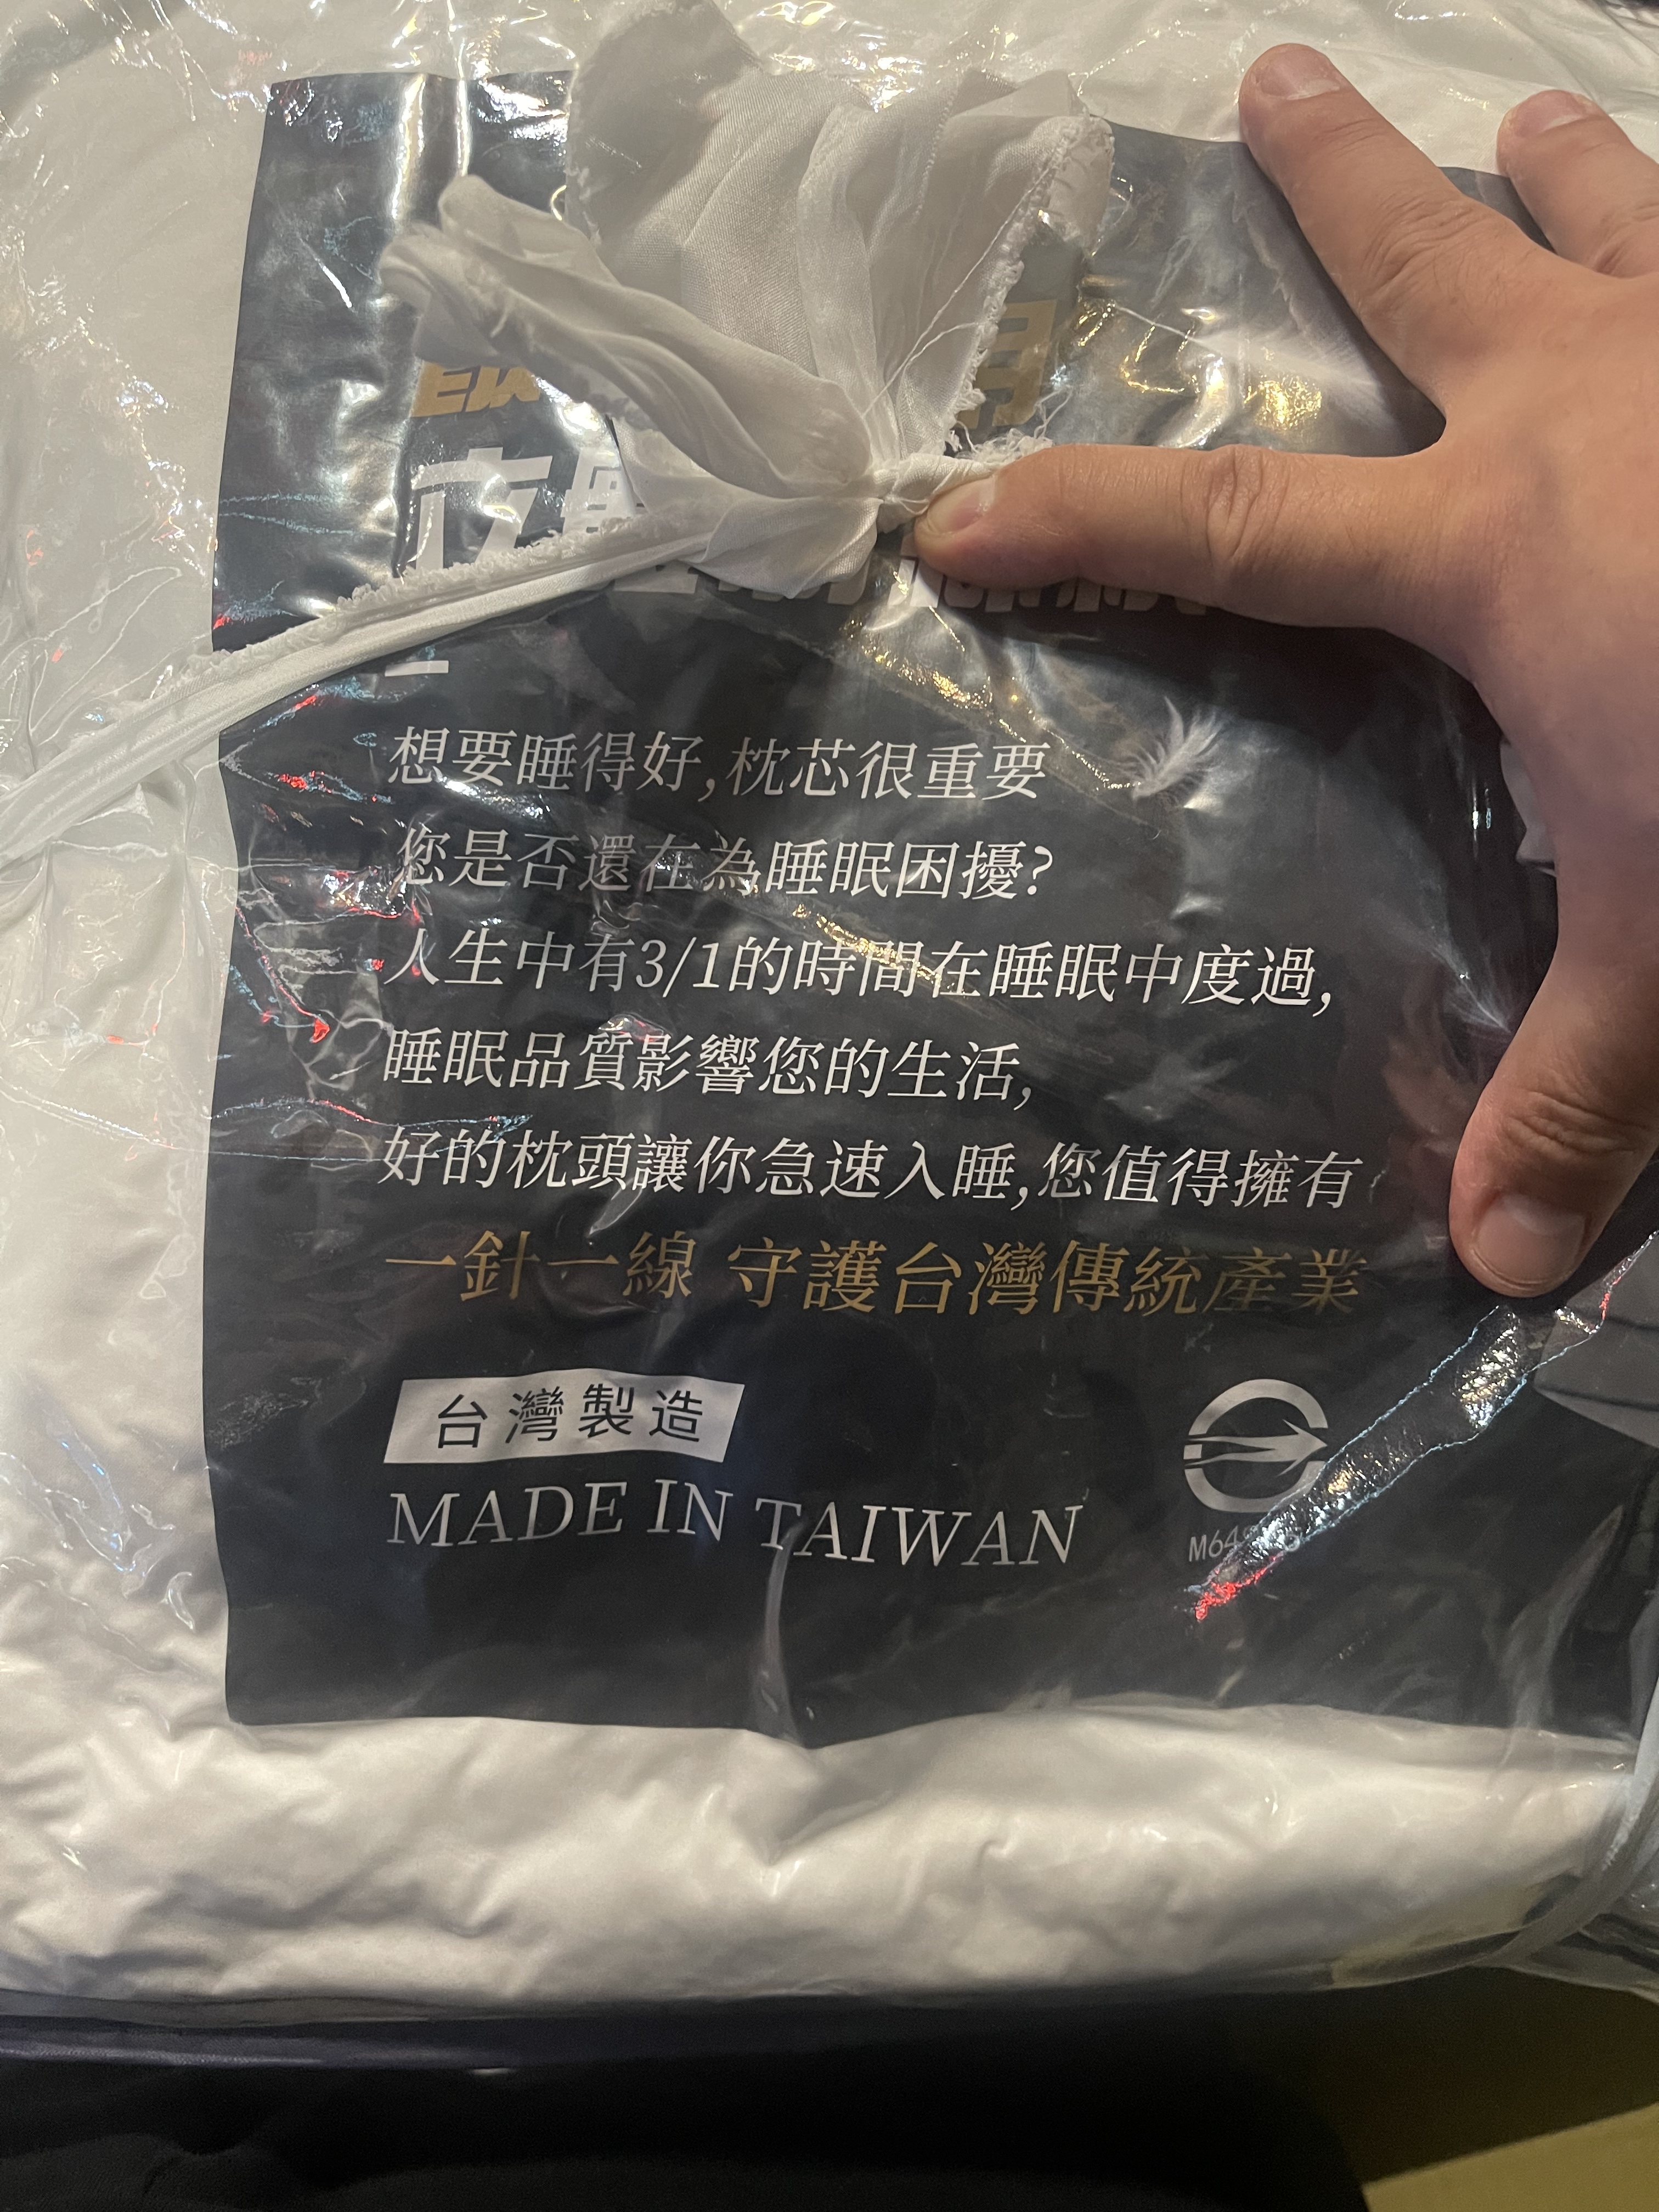 想要睡得好,枕芯很重要
您是否還在為睡眠困擾?
人生中有3/1的時間在睡眠中度過,
睡眠品質影響您的生活,
好的枕頭讓你急速入睡,您值得擁有
一針一線 守護台灣傳統產業
台灣製造
MADE IN TAIWAN